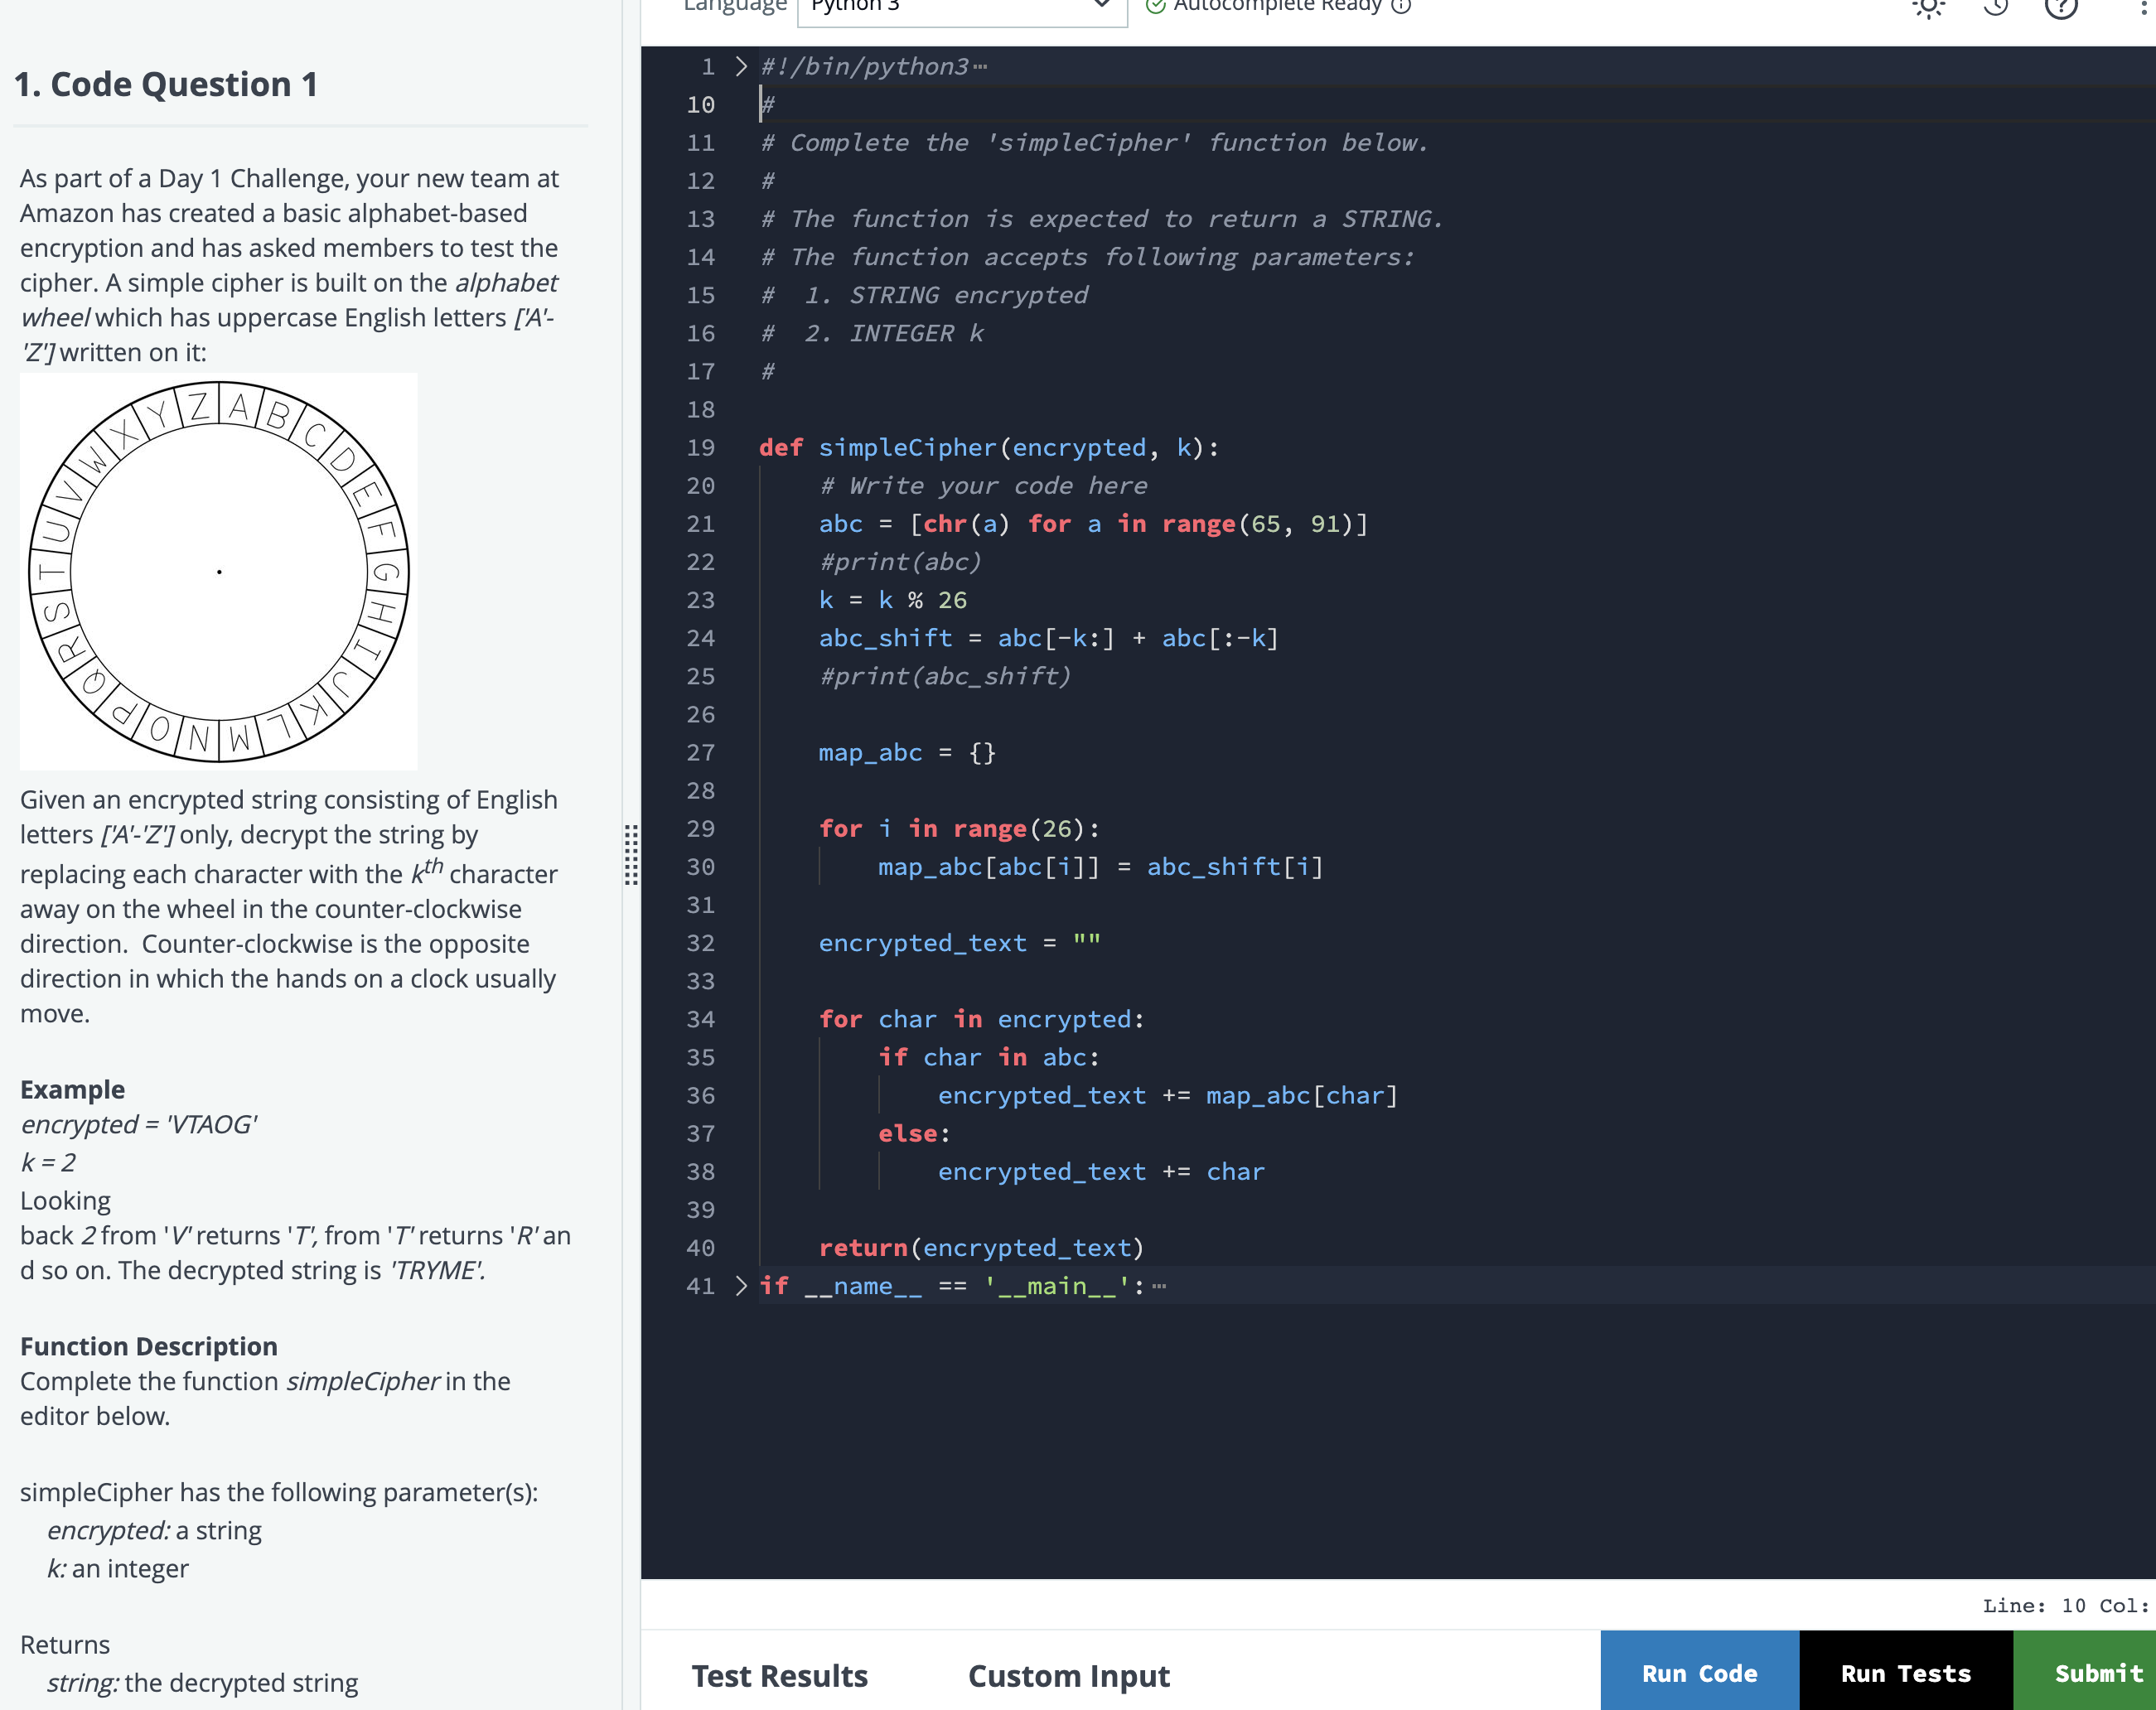 Language Python 3 Autocomplete Ready
1. Code Question 1
As part of a Day 1 Challenge, your new team at
Amazon has created a basic alphabet-based
encryption and has asked members to test the
cipher. A simple cipher is built on the alphabet
wheel which has uppercase English letters ['A'-
'Z'] written on it:
A B C D E F G H I J K L M N O P Q R S T U V W X Y Z
Given an encrypted string consisting of English
letters ['A'-'Z'] only, decrypt the string by
replacing each character with the kth character
away on the wheel in the counter-clockwise
direction.  Counter-clockwise is the opposite
direction in which the hands on a clock usually
move.
Example
encrypted = 'VTAOG'
k = 2
Looking
back 2 from 'V' returns 'T', from 'T' returns 'R' an
d so on. The decrypted string is 'TRYME'.
Function Description
Complete the function simpleCipher in the
editor below.
simpleCipher has the following parameter(s):
encrypted: a string
k: an integer
Returns
string: the decrypted string
1 #!/bin/python3
10 #
11 # Complete the 'simpleCipher' function below.
12 #
13 # The function is expected to return a STRING.
14 # The function accepts following parameters:
15 #  1. STRING encrypted
16 #  2. INTEGER k
17 #
18
19 def simpleCipher(encrypted, k):
20     # Write your code here
21     abc = [chr(a) for a in range(65, 91)]
22     #print(abc)
23     k = k % 26
24     abc_shift = abc[-k:] + abc[:-k]
25     #print(abc_shift)
26
27     map_abc = {}
28
29     for i in range(26):
30         map_abc[abc[i]] = abc_shift[i]
31
32     encrypted_text = ""
33
34     for char in encrypted:
35         if char in abc:
36             encrypted_text += map_abc[char]
37         else:
38             encrypted_text += char
39
40     return(encrypted_text)
41 if __name__ == '__main__':
Line: 10 Col:
Test Results Custom Input Run Code Run Tests Submit